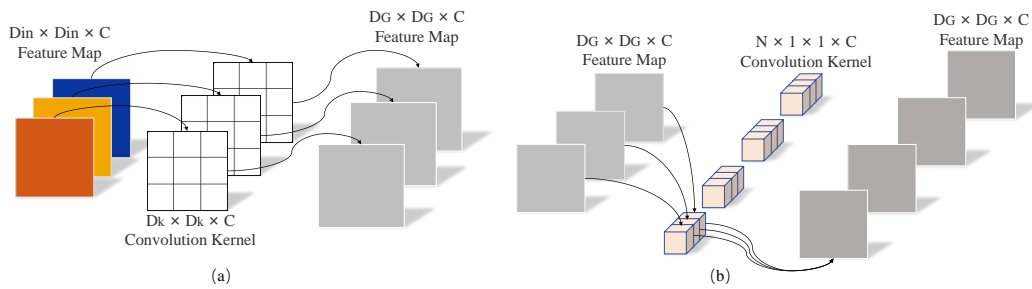 Din × Din × C
Feature Map
DG × DG × C
Feature Map
Dk × Dk × C
Convolution Kernel
(a)
DG × DG × C
Feature Map
N × 1 × 1 × C
Convolution Kernel
DG × DG × C
Feature Map
(b)